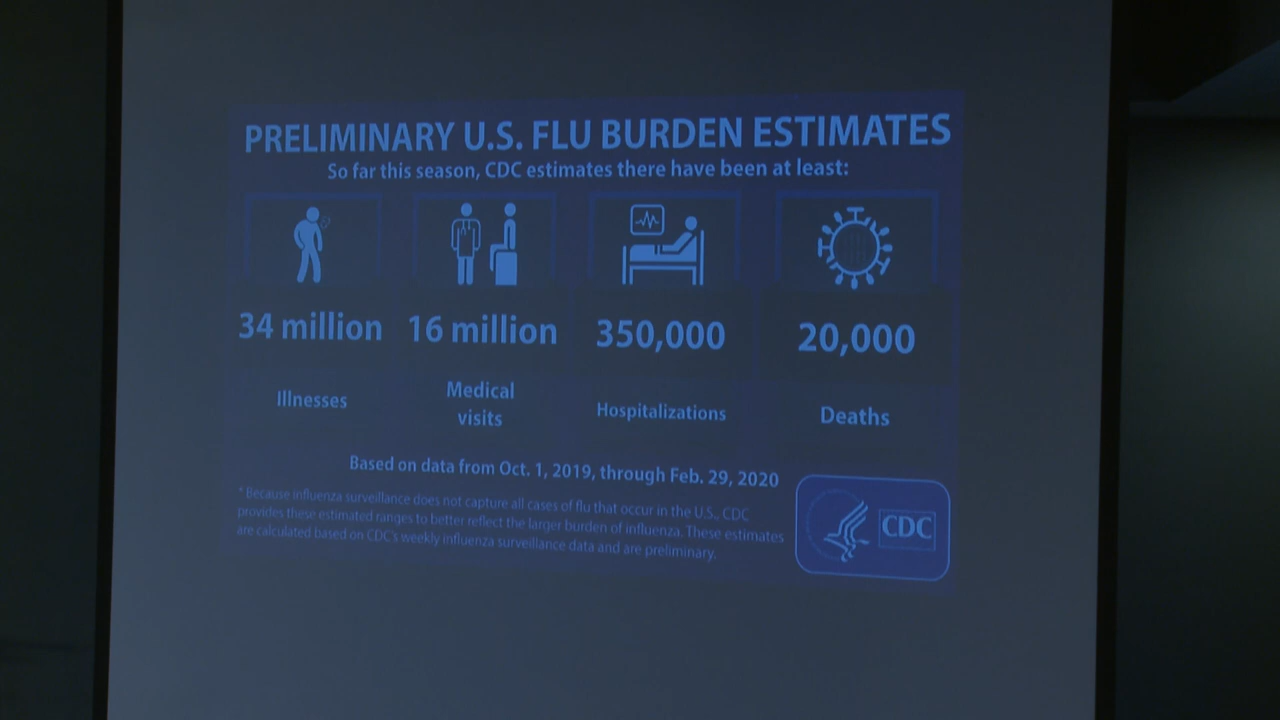 PRELIMINARY U.S. FLU BURDEN ESTIMATES
So far this season, CDC estimates there have been at least:
34 million
Illnesses
16 million
Medical
visits
350,000
Hospitalizations
20,000
Deaths
Based on data from Oct. 1, 2019, through Feb. 29, 2020
* Because influenza surveillance does not capture all cases of flu that occur in the U.S., CDC
provides these estimated ranges to better reflect the larger burden of influenza. These estimates
are calculated based on CDC's weekly influenza surveillance data and are preliminary.
CDC